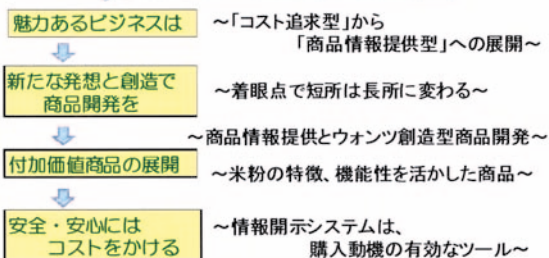 魅力あるビジネスは
～「コスト追求型」から
「商品情報提供型」への展開～
新たな発想と創造で
商品開発を
～着眼点で短所は長所に変わる～
～商品情報提供とウォンツ創造型商品開発～
付加価値商品の展開
～米粉の特徴、機能性を活かした商品～
安全・安心には
コストをかける
～情報開示システムは、
購入動機の有効なツール～